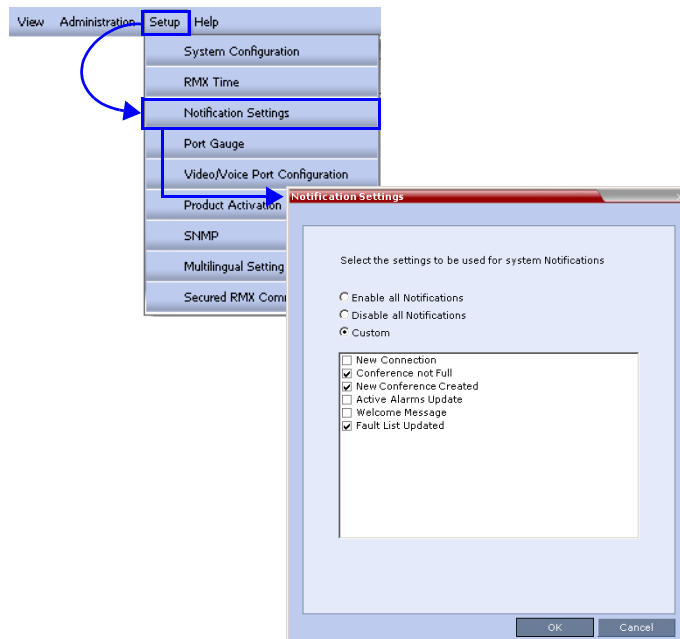 View Administration Setup Help
System Configuration
RMX Time
Notification Settings
Port Gauge
Video/Voice Port Configuration
Product Activation
SNMP
Multilingual Setting
Secured RMX
Notification Settings
Select the settings to be used for system Notifications
Enable all Notifications
Disable all Notifications
Custom
New Connection
Conference not Full
New Conference Created
Active Alarms Update
Welcome Message
Fault List Updated
OK Cancel